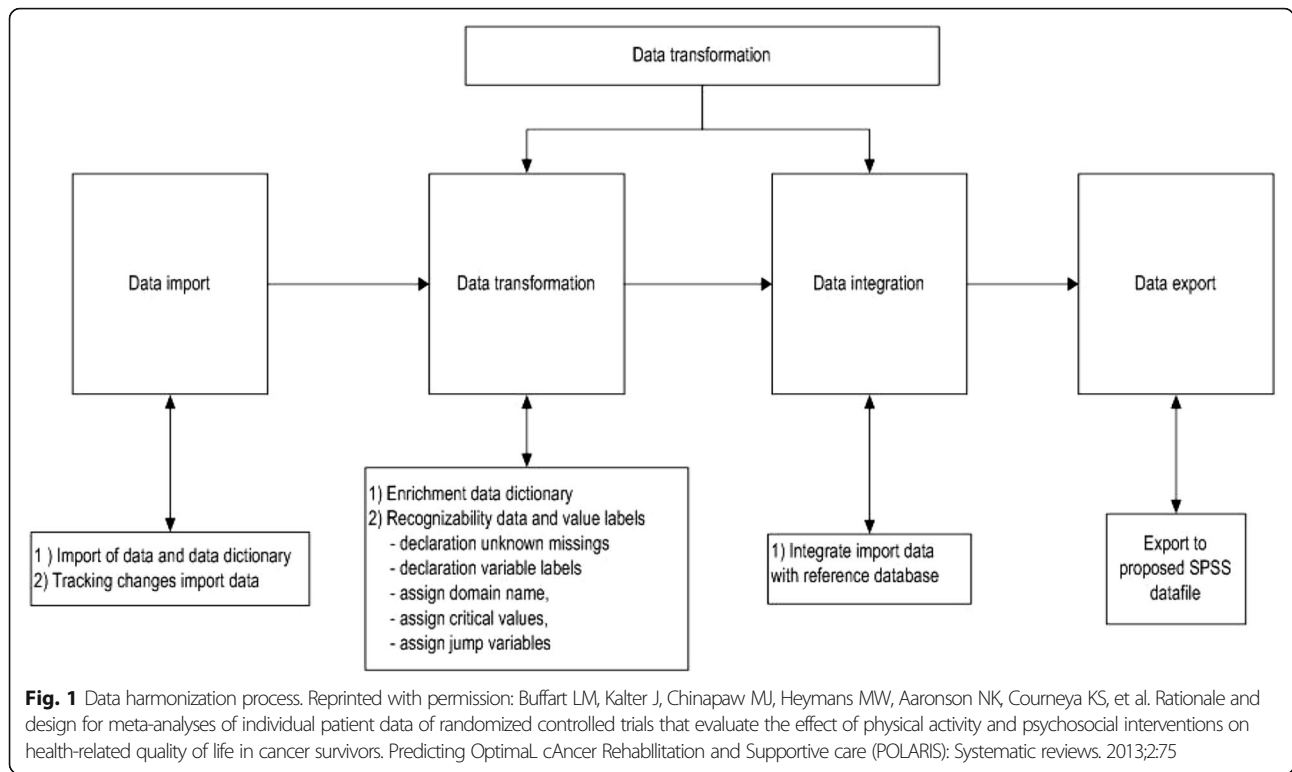 Data transformation
Data import
Data transformation
Data integration
Data export
1 ) Import of data and data dictionary
2) Tracking changes import data
1) Enrichment data dictionary
2) Recognizability data and value labels
- declaration unknown missings
- declaration variable labels
- assign domain name,
- assign critical values,
- assign jump variables
1) Integrate import data
with reference database
Export to
proposed SPSS
datafile
Fig. 1 Data harmonization process. Reprinted with permission: Buffart LM, Kalter J, Chinapaw MJ, Heymans MW, Aaronson NK, Courneya KS, et al. Rationale and
design for meta-analyses of individual patient data of randomized controlled trials that evaluate the effect of physical activity and psychosocial interventions on
health-related quality of life in cancer survivors. Predicting OptimaL cAncer RehabIlitation and Supportive care (POLARIS): Systematic reviews. 2013;2:75